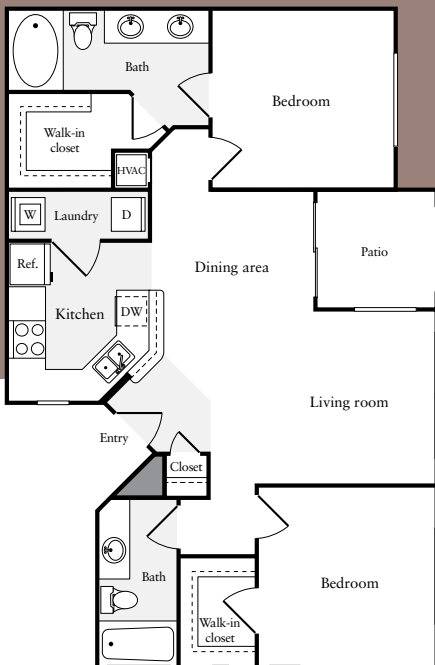 Bath
Bedroom
Walk-in
closet
HVAC
W
Laundry
D
Patio
Ref.
Dining area
Kitchen
DW
Living room
Entry
Closet
Bath
Bedroom
Walk-in
closet